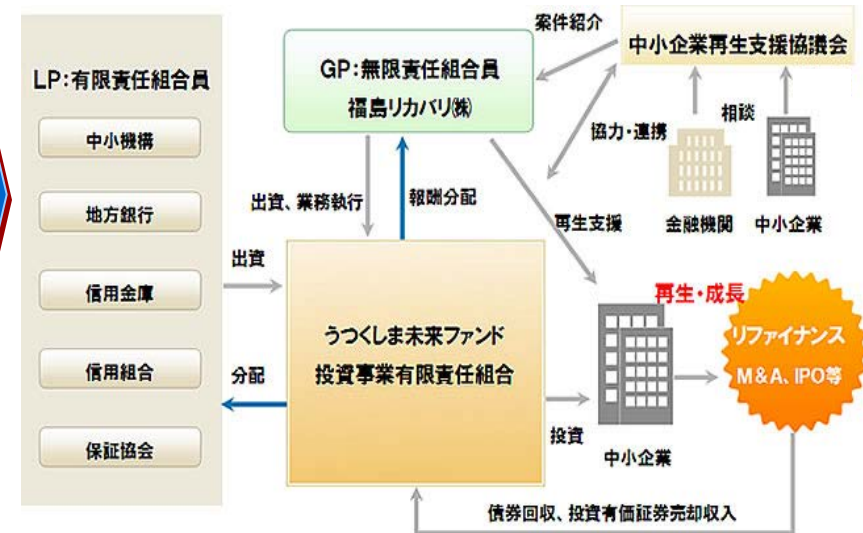 LP:有限責任組合員
中小機構
地方銀行
信用金庫
信用組合
保証協会
GP:無限責任組合員
福島リカバリ㈱
案件紹介
中小企業再生支援協議会
協力・連携
相談
金融機関
中小企業
出資、業務執行
報酬分配
再生支援
出資
分配
うつくしま未来ファンド
投資事業有限責任組合
投資
中小企業
再生・成長
リファイナンス
M&A、IPO等
債券回収、投資有価証券売却収入